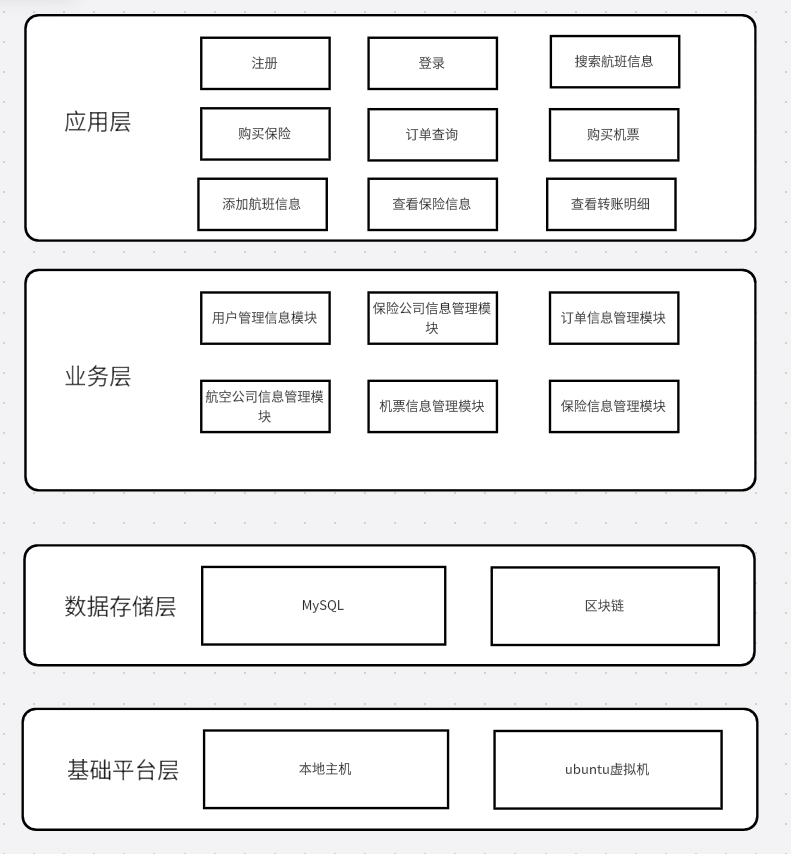 应用层
注册
登录
搜索航班信息
购买保险
订单查询
购买机票
添加航班信息
查看保险信息
查看转账明细
业务层
用户管理信息模块
保险公司信息管理模
块
订单信息管理模块
航空公司信息管理模
块
机票信息管理模块
保险信息管理模块
数据存储层
MySQL
区块链
基础平台层
本地主机
ubuntu虚拟机